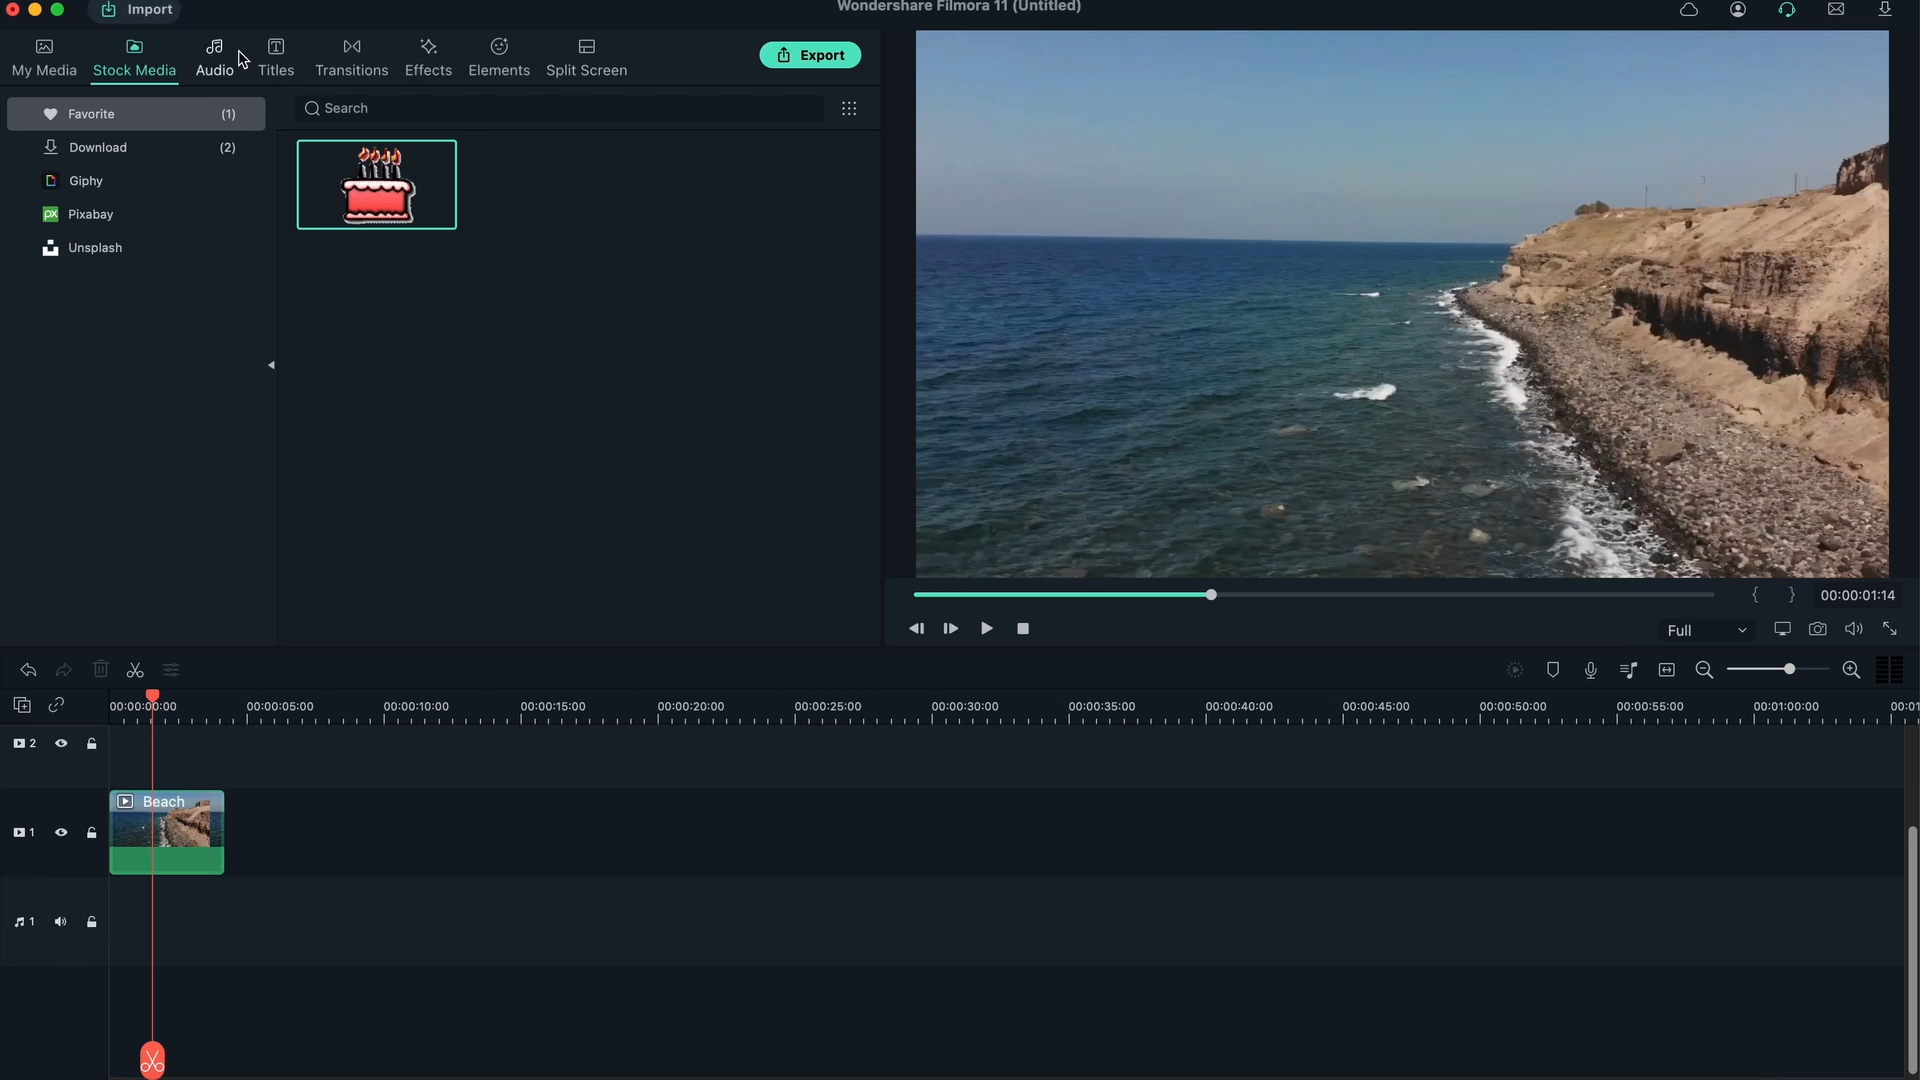 Import
Wondershare Filmora 11 (Untitled)
My Media
Stock Media
Audio
Titles
Transitions
Effects
Elements
Split Screen
Export
Favorite (1)
Download (2)
Giphy
px Pixabay
Unsplash
Search
00:00:01:14
Full
00:00:00:00 00:00:05:00 00:00:10:00 00:00:15:00 00:00:20:00 00:00:25:00 00:00:30:00 00:00:35:00 00:00:40:00 00:00:45:00 00:00:50:00 00:00:55:00 00:01:00:00 00:01
2
Beach
1
1